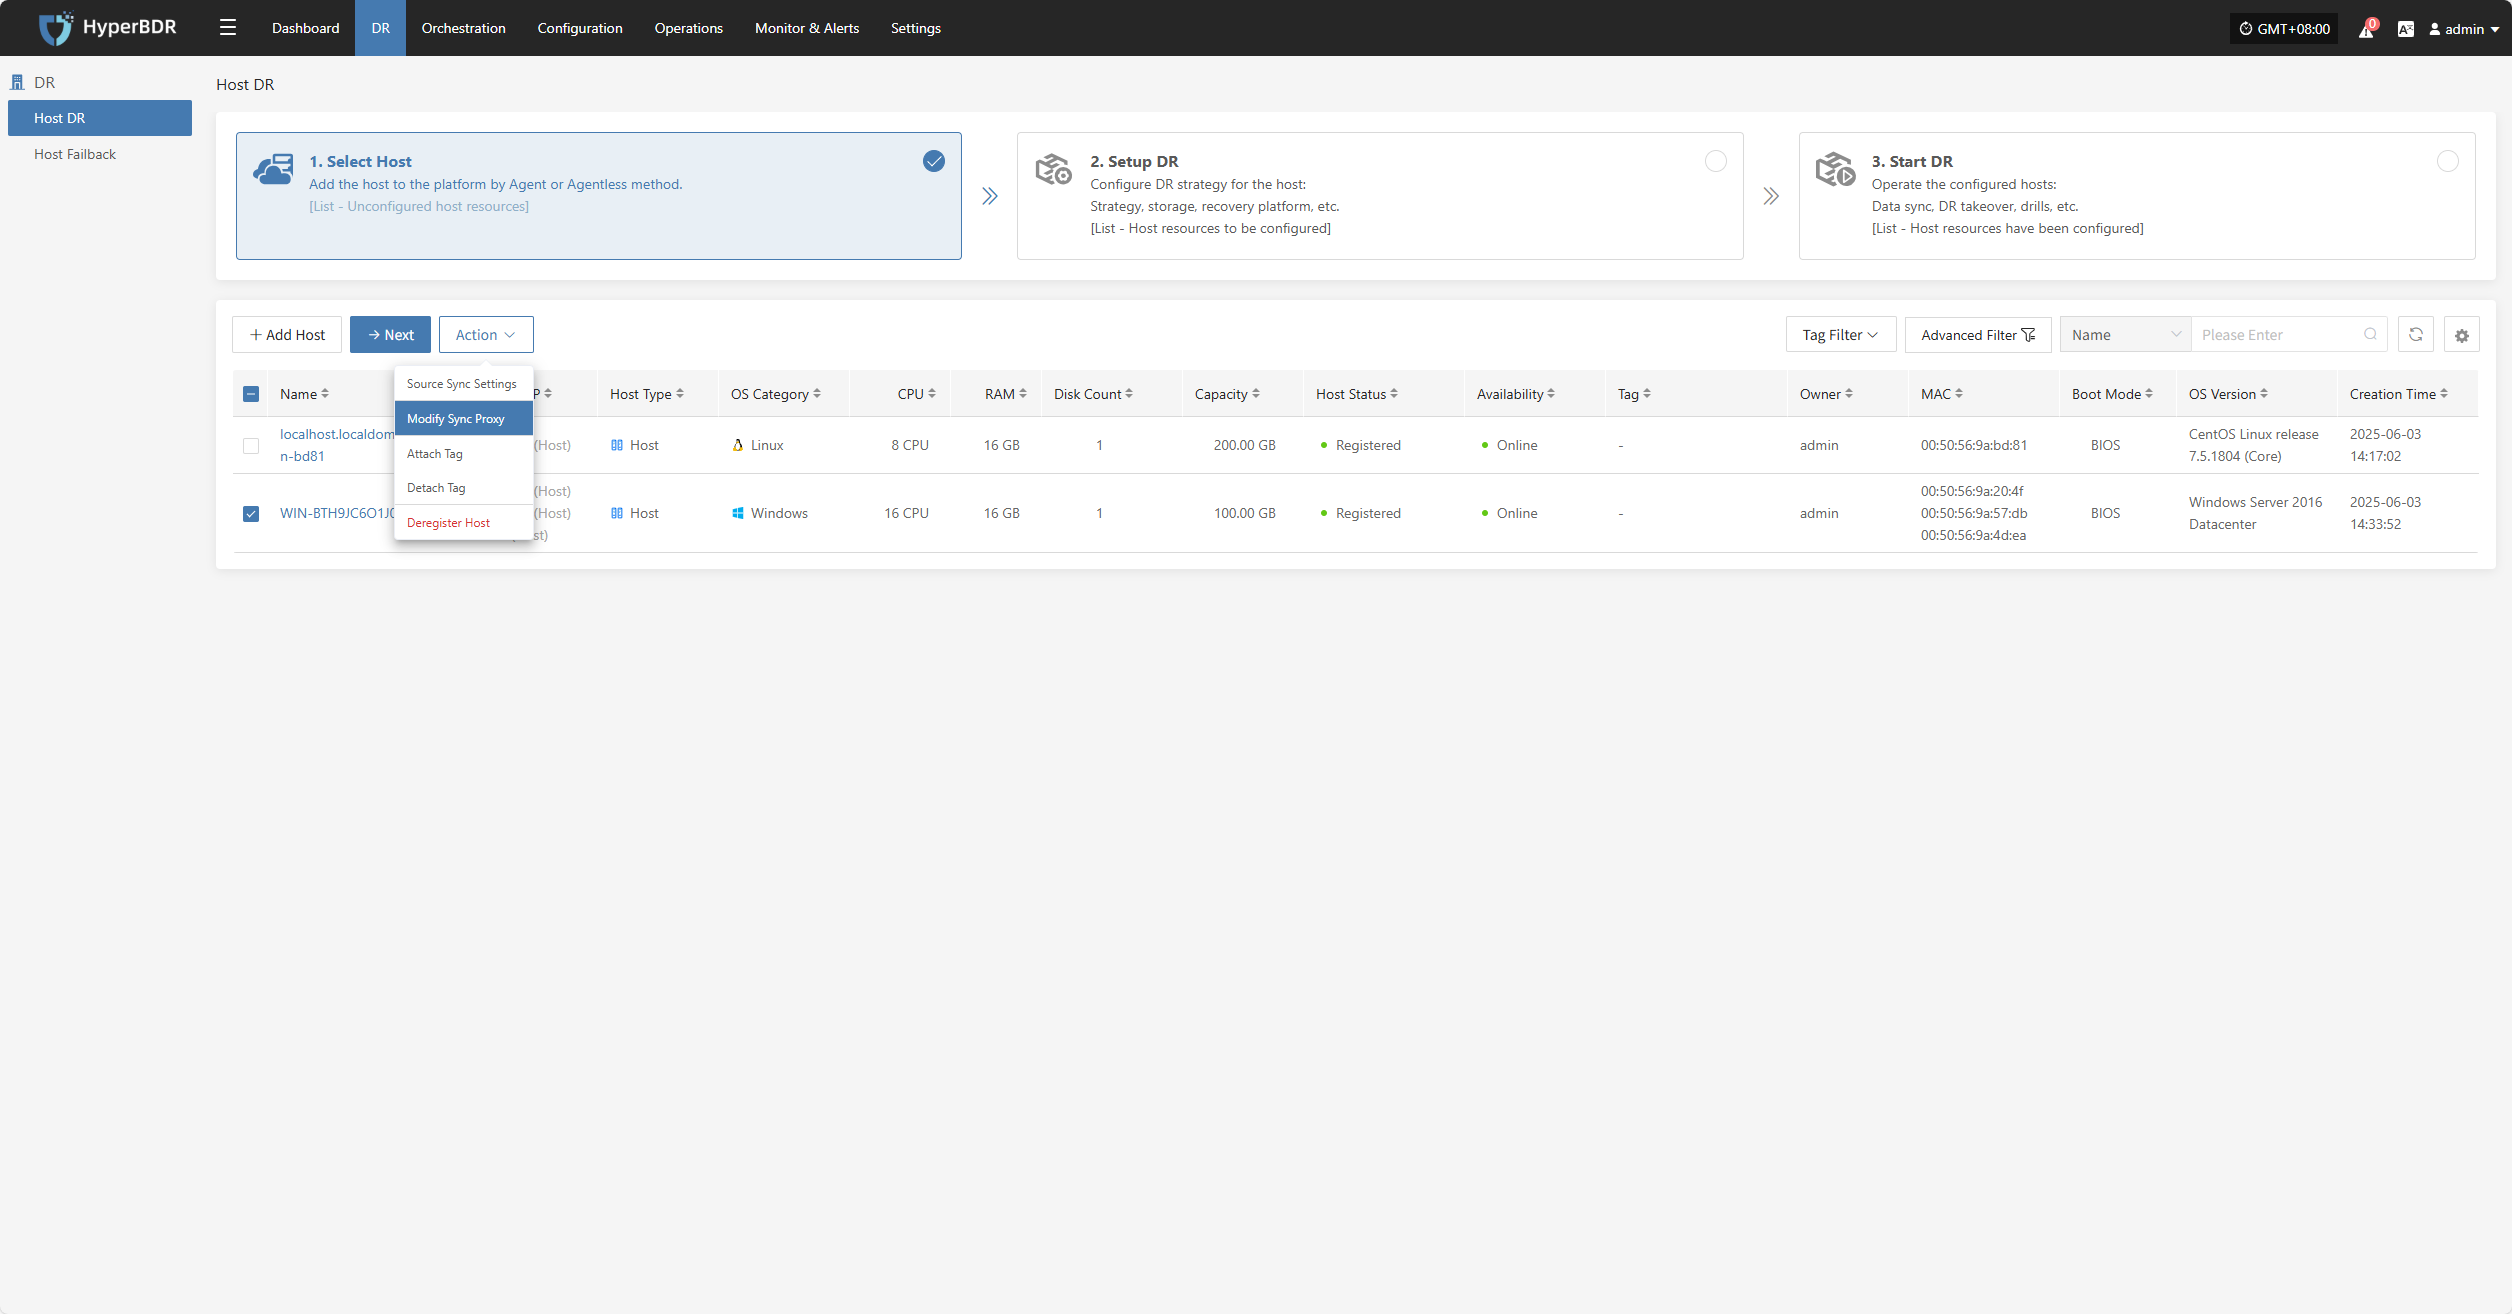 HyperBDR
Dashboard
DR
Orchestration
Configuration
Operations
Monitor & Alerts
Settings
GMT+08:00
0
admin
DR
Host DR
Host Failback
Host DR
1. Select Host
Add the host to the platform by Agent or Agentless method.
[List - Unconfigured host resources]
2. Setup DR
Configure DR strategy for the host:
Strategy, storage, recovery platform, etc.
[List - Host resources to be configured]
3. Start DR
Operate the configured hosts:
Data sync, DR takeover, drills, etc.
[List - Host resources have been configured]
Add Host
Next
Action
Tag Filter
Advanced Filter
Name
Please Enter
Source Sync Settings
Modify Sync Proxy
Attach Tag
Detach Tag
Deregister Host
Name
Host Type
OS Category
CPU
RAM
Disk Count
Capacity
Host Status
Availability
Tag
Owner
MAC
Boot Mode
OS Version
Creation Time
localhost.localdom
n-bd81
(Host)
Host
Linux
8 CPU
16 GB
1
200.00 GB
Registered
Online
-
admin
00:50:56:9a:bd:81
BIOS
CentOS Linux release
7.5.1804 (Core)
2025-06-03
14:17:02
(Host)
(Host)
Host
Windows
16 CPU
16 GB
1
100.00 GB
Registered
Online
-
admin
00:50:56:9a:20:4f
00:50:56:9a:57:db
00:50:56:9a:4d:ea
BIOS
Windows Server 2016
Datacenter
2025-06-03
14:33:52